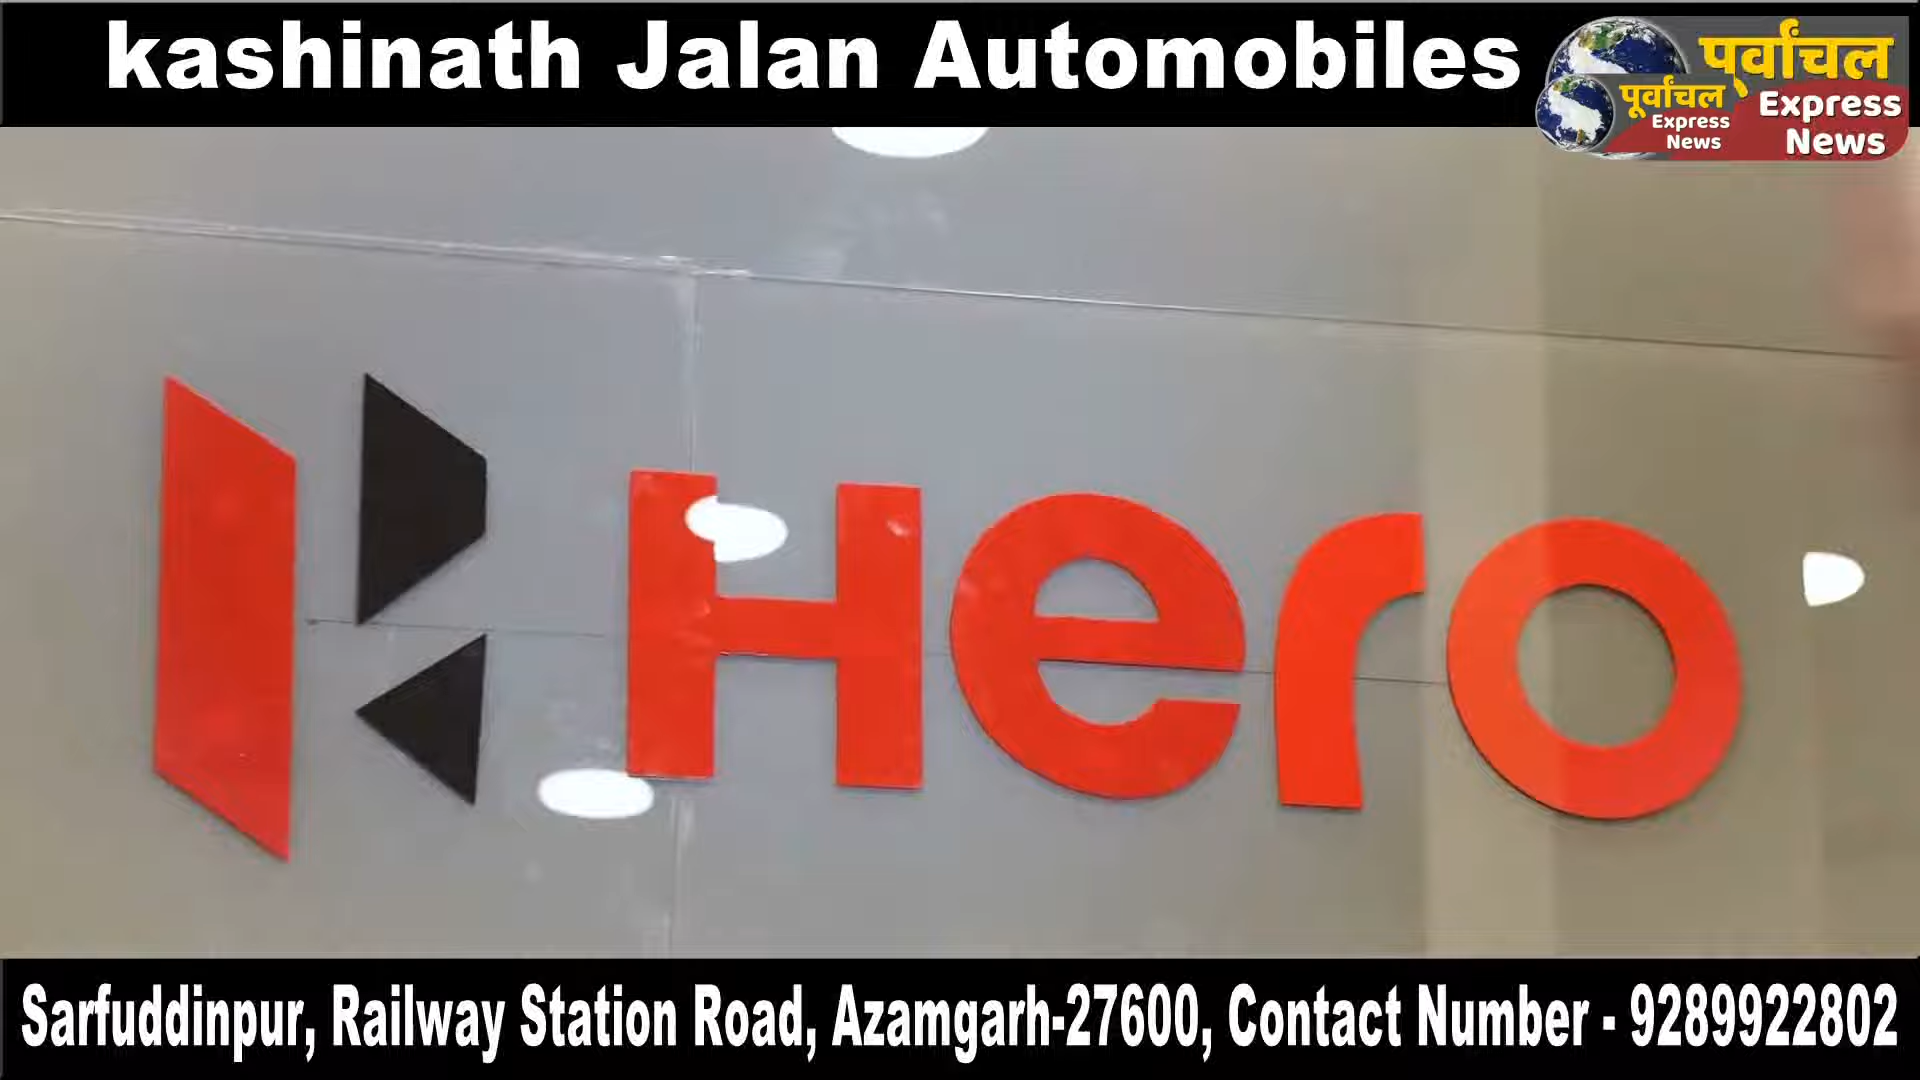 kashinath Jalan Automobiles
पूर्वांचल
Express
News
पूर्वांचल
Express
News
Hero
Sarfuddinpur, Railway Station Road, Azamgarh-27600, Contact Number - 9289922802